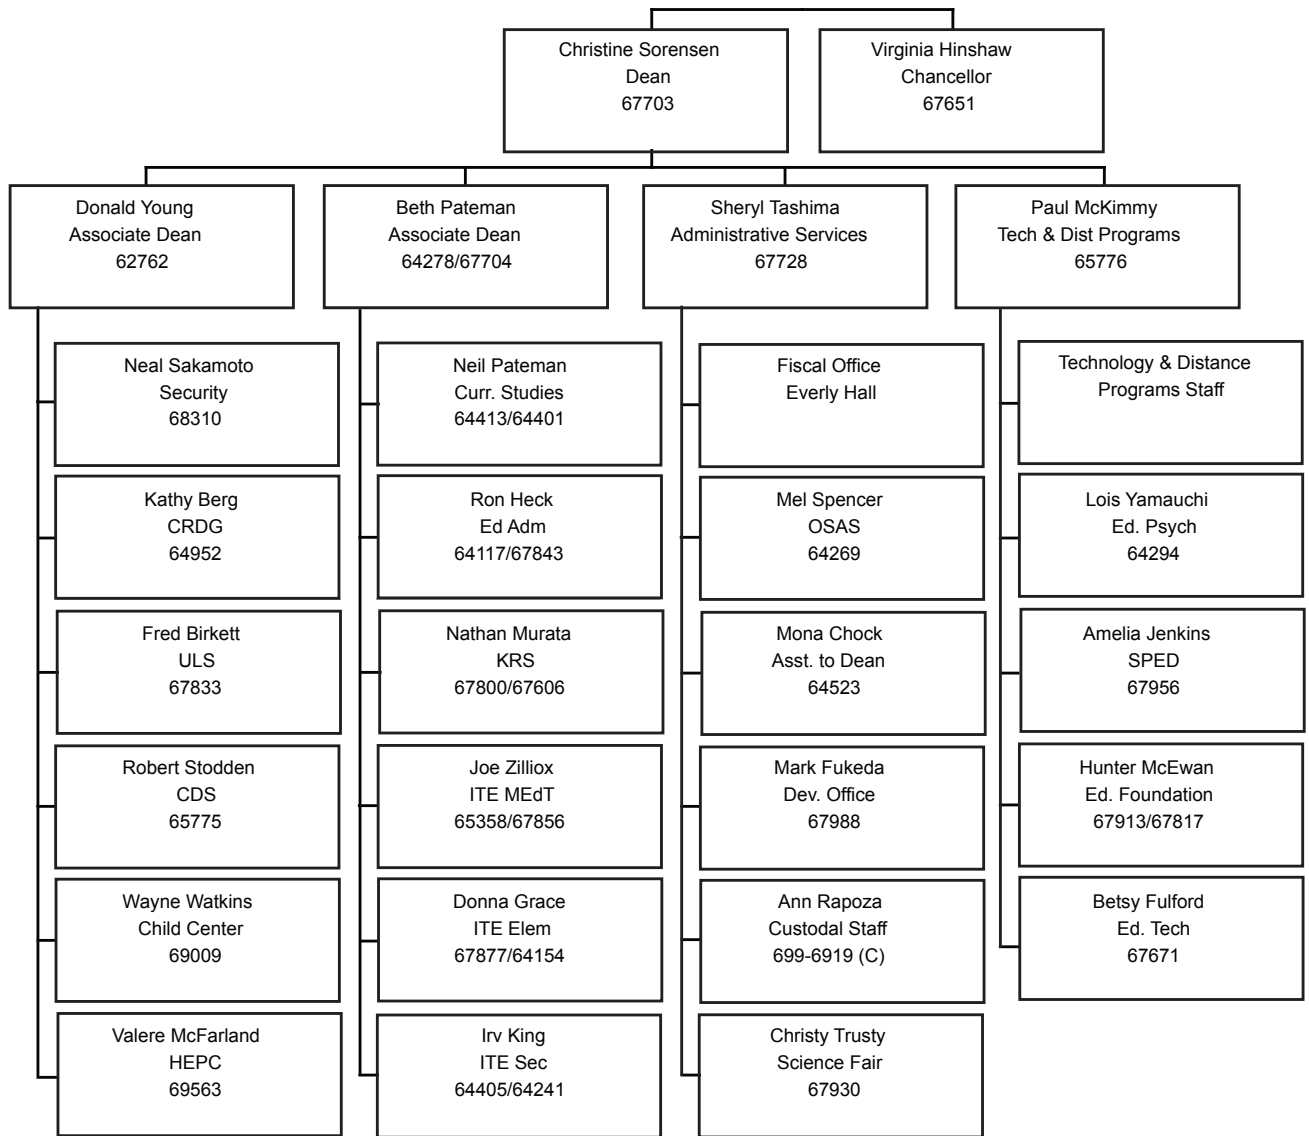 Christine Sorensen
Dean
67703
Virginia Hinshaw
Chancellor
67651
Donald Young
Associate Dean
62762
Beth Pateman
Associate Dean
64278/67704
Sheryl Tashima
Administrative Services
67728
Paul McKimmy
Tech & Dist Programs
65776
Neal Sakamoto
Security
68310
Kathy Berg
CRDG
64952
Fred Birkett
ULS
67833
Robert Stodden
CDS
65775
Wayne Watkins
Child Center
69009
Valere McFarland
HEPC
69563
Neil Pateman
Curr. Studies
64413/64401
Ron Heck
Ed Adm
64117/67843
Nathan Murata
KRS
67800/67606
Joe Zilliox
ITE MEdT
65358/67856
Donna Grace
ITE Elem
67877/64154
Irv King
ITE Sec
64405/64241
Fiscal Office
Everly Hall
Mel Spencer
OSAS
64269
Mona Chock
Asst. to Dean
64523
Mark Fukeda
Dev. Office
67988
Ann Rapoza
Custodal Staff
699-6919 (C)
Christy Trusty
Science Fair
67930
Technology & Distance
Programs Staff
Lois Yamauchi
Ed. Psych
64294
Amelia Jenkins
SPED
67956
Hunter McEwan
Ed. Foundation
67913/67817
Betsy Fulford
Ed. Tech
67671